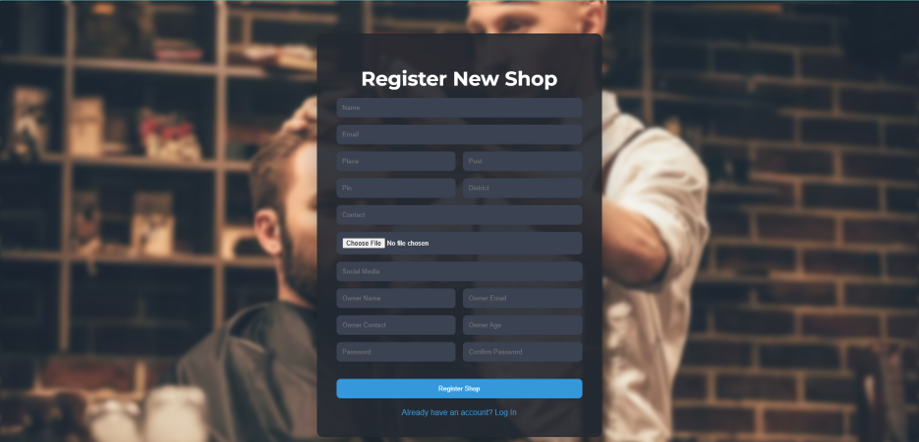 Register New Shop
Name
Email
Place Post
Pin District
Contact
Choose File No file chosen
Social Media
Owner Name Owner Email
Owner Contact Owner Age
Password Confirm Password
Register Shop
Already have an account? Log In